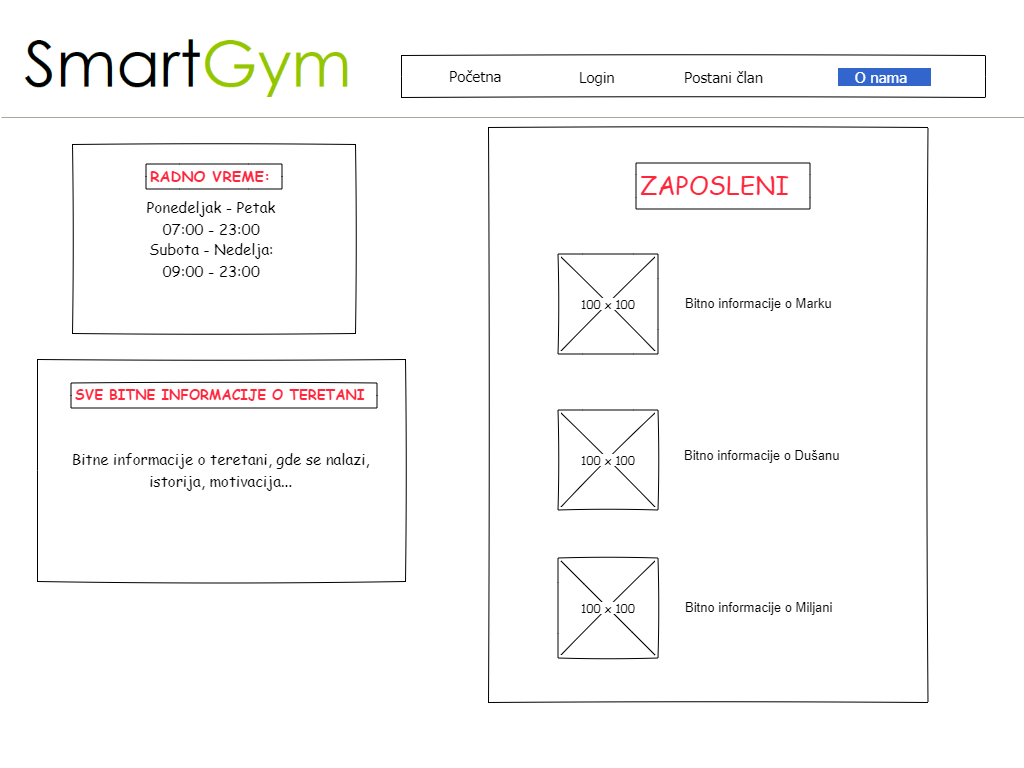 SmartGym
Početna
Login
Postani član
O nama
RADNO VREME:
Ponedeljak - Petak
07:00 - 23:00
Subota - Nedelja:
09:00 - 23:00
SVE BITNE INFORMACIJE O TERETANI
Bitne informacije o teretani, gde se nalazi,
istorija, motivacija...
ZAPOSLENI
100 x 100
Bitno informacije o Marku
100 x 100
Bitno informacije o Dušanu
100 x 100
Bitno informacije o Miljani